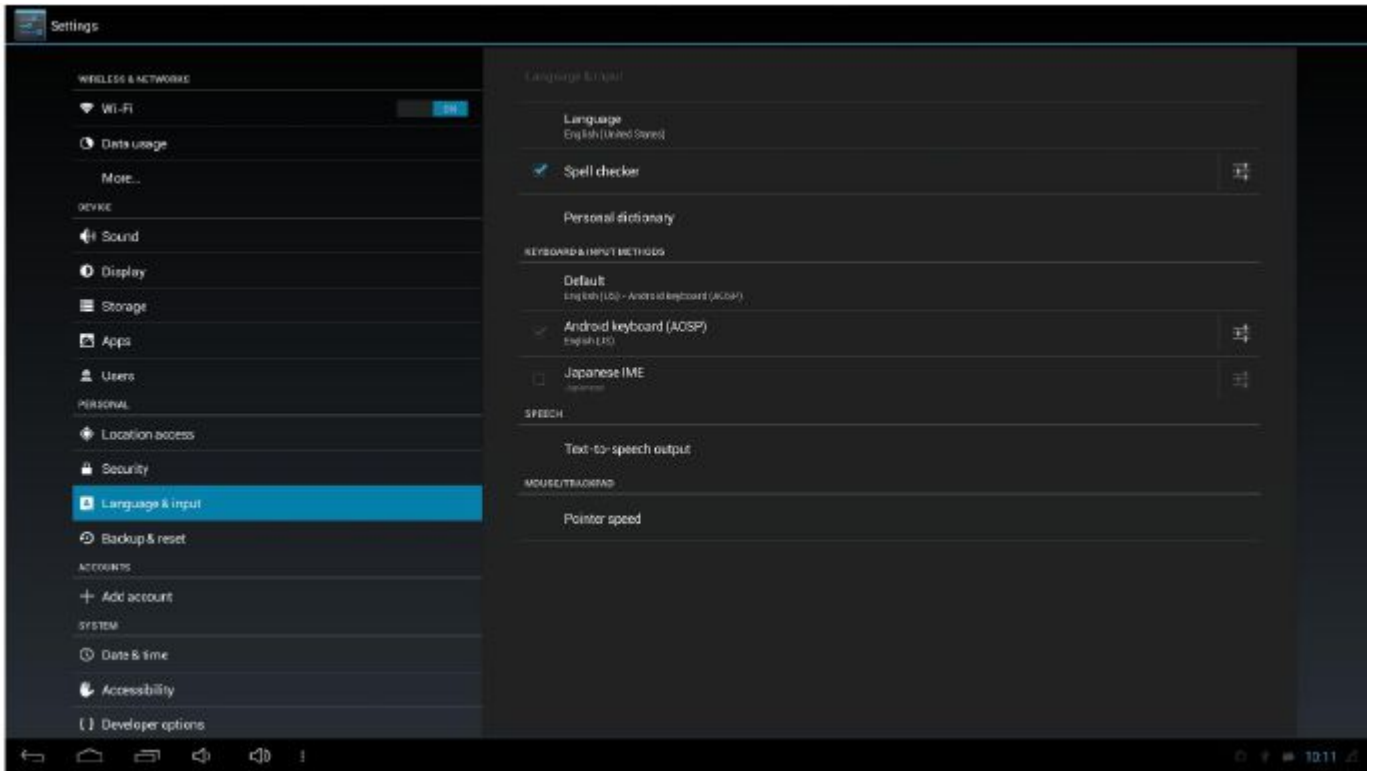 Settings
WIRELESS & NETWORKS
Wi-Fi
ON
Data usage
More...
DEVICE
Sound
Display
Storage
Apps
Users
PERSONAL
Location access
Security
Language & input
Backup & reset
ACCOUNTS
Add account
SYSTEM
Date & time
Accessibility
{ } Developer options
Language & input
Language
English (United States)
Spell checker
Personal dictionary
KEYBOARD & INPUT METHODS
Default
English (US) - Android keyboard (AOSP)
Android keyboard (AOSP)
English (US)
Japanese IME
Japanese
SPEECH
Text-to-speech output
MOUSE/TRACKPAD
Pointer speed
10:11